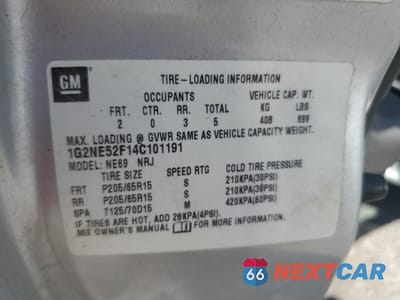 GM
TIRE-LOADING INFORMATION
OCCUPANTS VEHICLE CAP. WT.
FRT. CTR. RR. TOTAL KG LBS
2 0 3 5 408 899
MAX. LOADING @ GVWR SAME AS VEHICLE CAPACITY WEIGHT.
1G2NE52F14C101191
MODEL: NE69 NRJ
TIRE SIZE SPEED RTG COLD TIRE PRESSURE
FRT P205/65R15 S 210KPA(30PSI)
RR P205/65R15 S 210KPA(30PSI)
SPA T125/70D15 M 420KPA(60PSI)
IF TIRES ARE HOT, ADD 28KPA(4PSI).
SEE OWNER'S MANUAL FOR ADDITIONAL INFORMATION
66 NEXTCAR